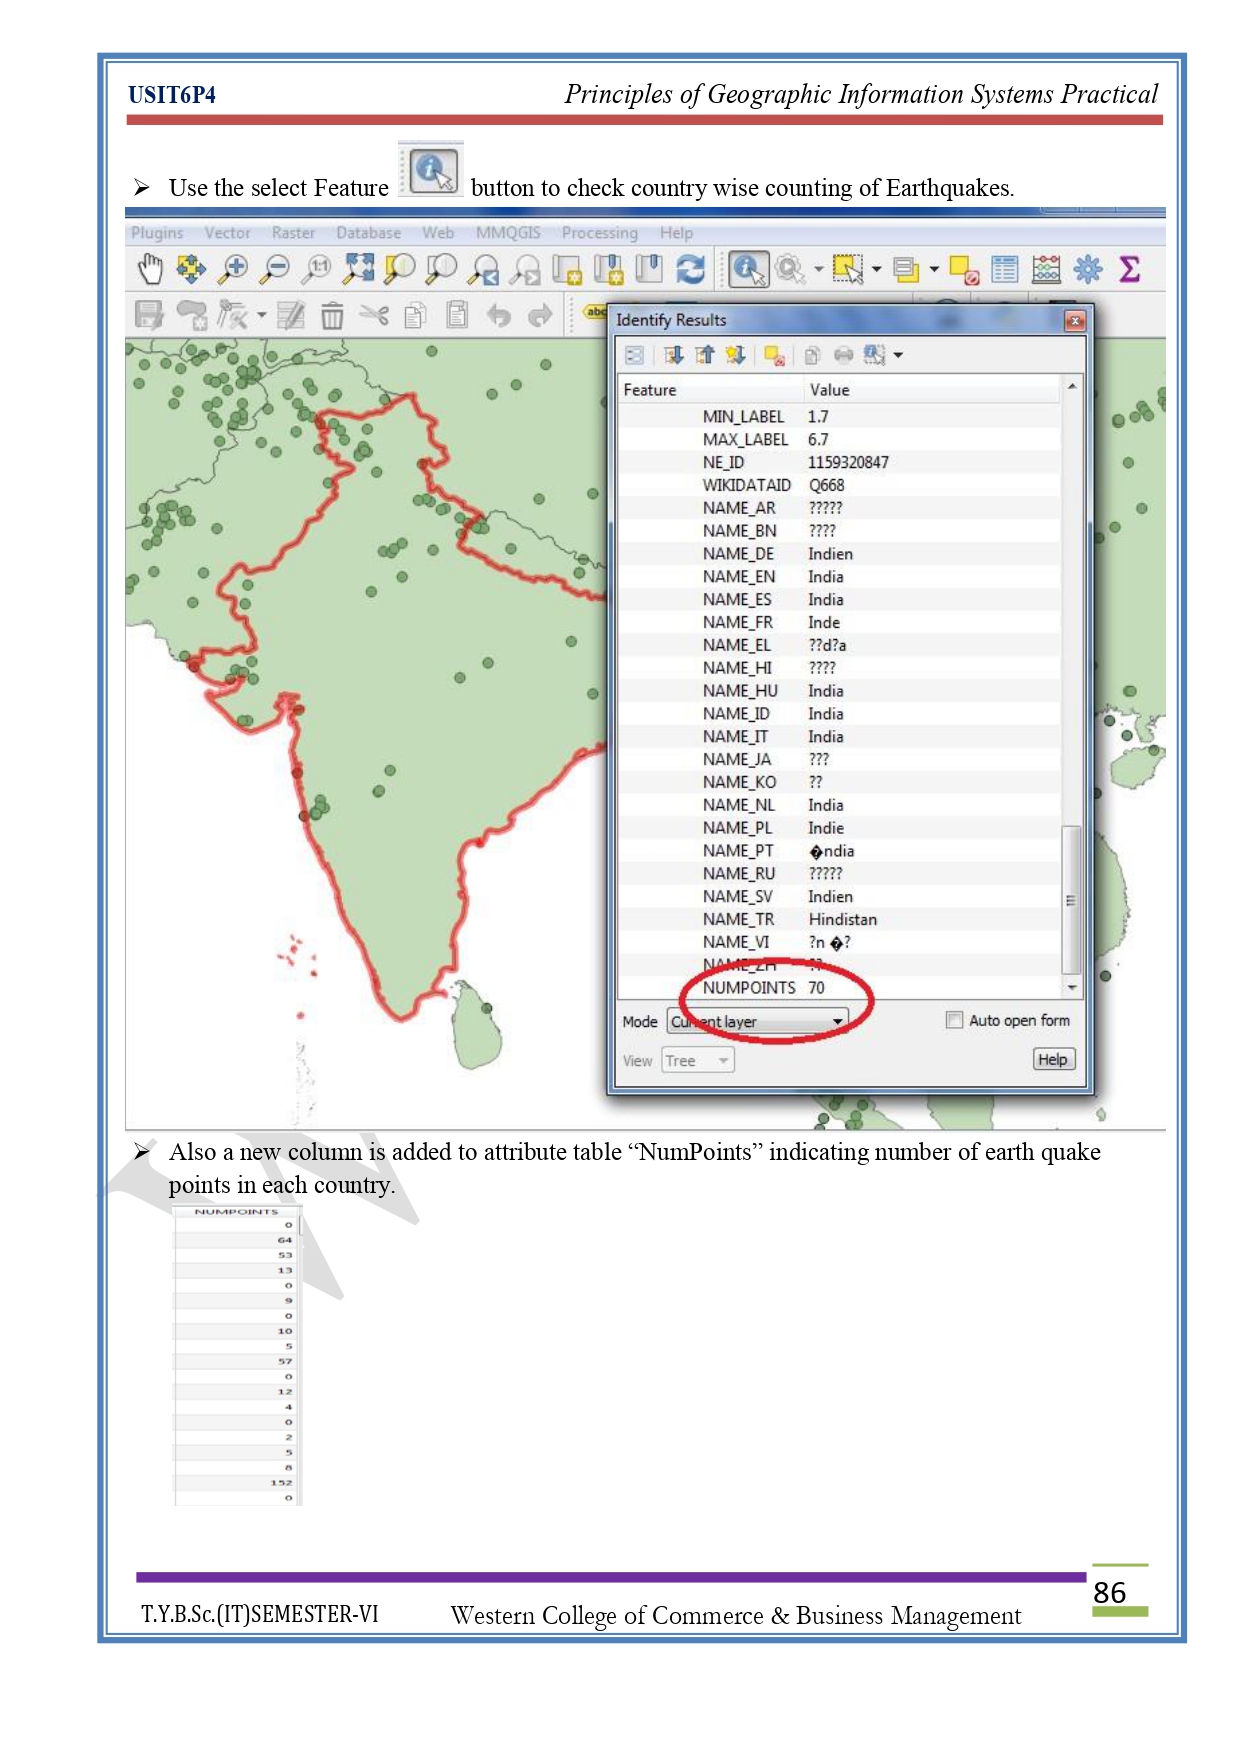 USIT6P4 Principles of Geographic Information Systems Practical
➢ Use the select Feature button to check country wise counting of Earthquakes.
Plugins Vector Raster Database Web MMQGIS Processing Help
1:1
abc
Identify Results
Feature Value
MIN_LABEL 1.7
MAX_LABEL 6.7
NE_ID 1159320847
WIKIDATAID Q668
NAME_AR ?????
NAME_BN ????
NAME_DE Indien
NAME_EN India
NAME_ES India
NAME_FR Inde
NAME_EL ??d?a
NAME_HI ????
NAME_HU India
NAME_ID India
NAME_IT India
NAME_JA ???
NAME_KO ??
NAME_NL India
NAME_PL Indie
NAME_PT �ndia
NAME_RU ?????
NAME_SV Indien
NAME_TR Hindistan
NAME_VI ?n �?
NAME_ZH ??
NUMPOINTS 70
Mode Current layer Auto open form
View Tree Help
➢ Also a new column is added to attribute table “NumPoints” indicating number of earth quake
points in each country.
NUMPOINTS
0
64
53
13
0
9
0
10
5
57
0
12
4
0
2
5
8
152
0
86
T.Y.B.Sc.(IT)SEMESTER-VI Western College of Commerce & Business Management